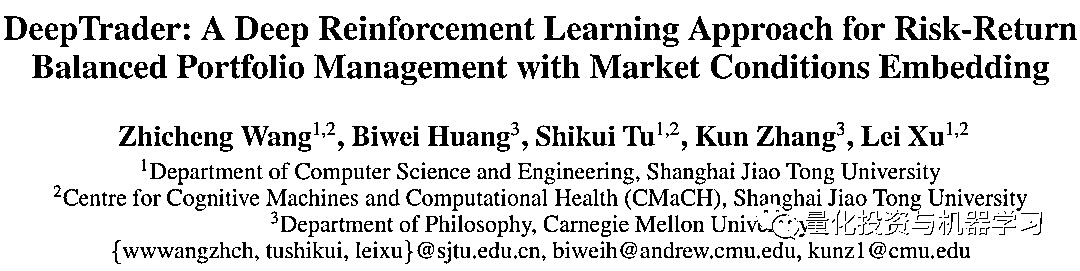 DeepTrader: A Deep Reinforcement Learning Approach for Risk-Return
Balanced Portfolio Management with Market Conditions Embedding
Zhicheng Wang1,2, Biwei Huang3, Shikui Tu1,2, Kun Zhang3, Lei Xu1,2
1Department of Computer Science and Engineering, Shanghai Jiao Tong University
2Centre for Cognitive Machines and Computational Health (CMaCH), Shanghai Jiao Tong University
3Department of Philosophy, Carnegie Mellon University
量化投资与机器学习
{wwwangzhch, tushikui, leixu}@sjtu.edu.cn, biweih@andrew.cmu.edu, kunz1@cmu.edu